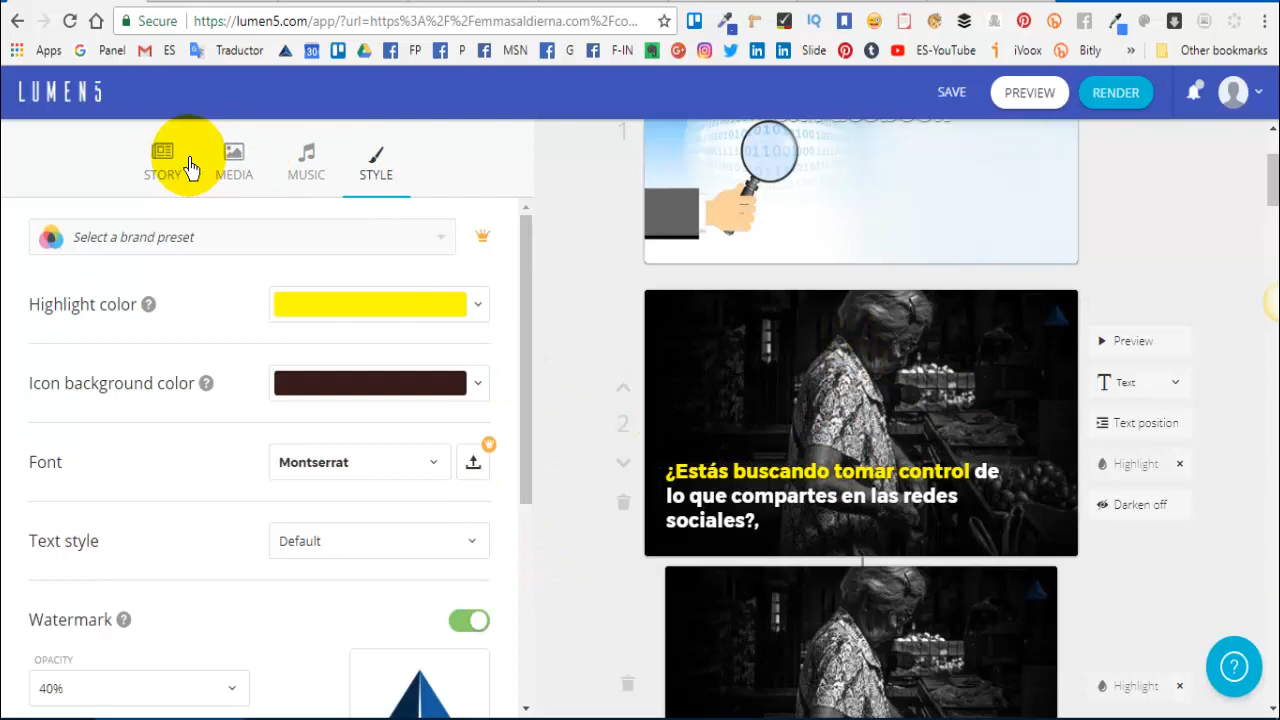 Secure
https://lumen5.com/app/?url=https%3A%2F%2Femmasaldierna.com%2Fco...
Apps
Panel
ES
Traductor
30
FP
P
MSN
G
F-IN
Slide
ES-YouTube
iVoox
Bitly
»
Other bookmarks
LUMEN5
SAVE
PREVIEW
RENDER
STORY
MEDIA
MUSIC
STYLE
Select a brand preset
Highlight color ?
Icon background color ?
Font
Montserrat
Text style
Default
Watermark ?
OPACITY
40%
1
2
¿Estás buscando tomar control de
lo que compartes en las redes
sociales?,
Preview
Text
Text position
Highlight
Darken off
Highlight
?